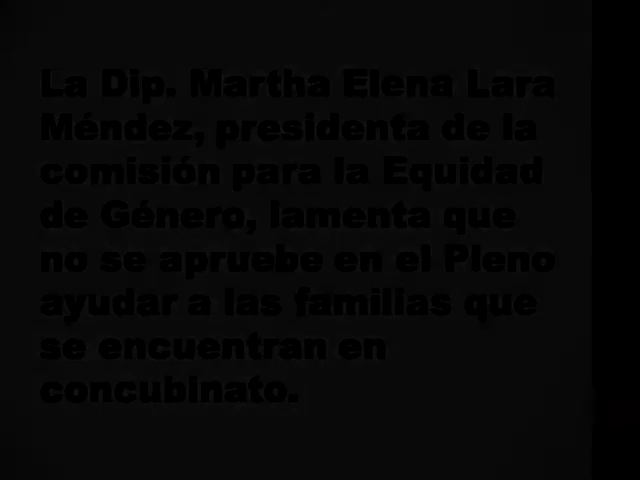 La Dip. Martha Elena Lara
Méndez, presidenta de la
comisión para la Equidad
de Género, lamenta que
no se apruebe en el Pleno
ayudar a las familias que
se encuentran en
concubinato.